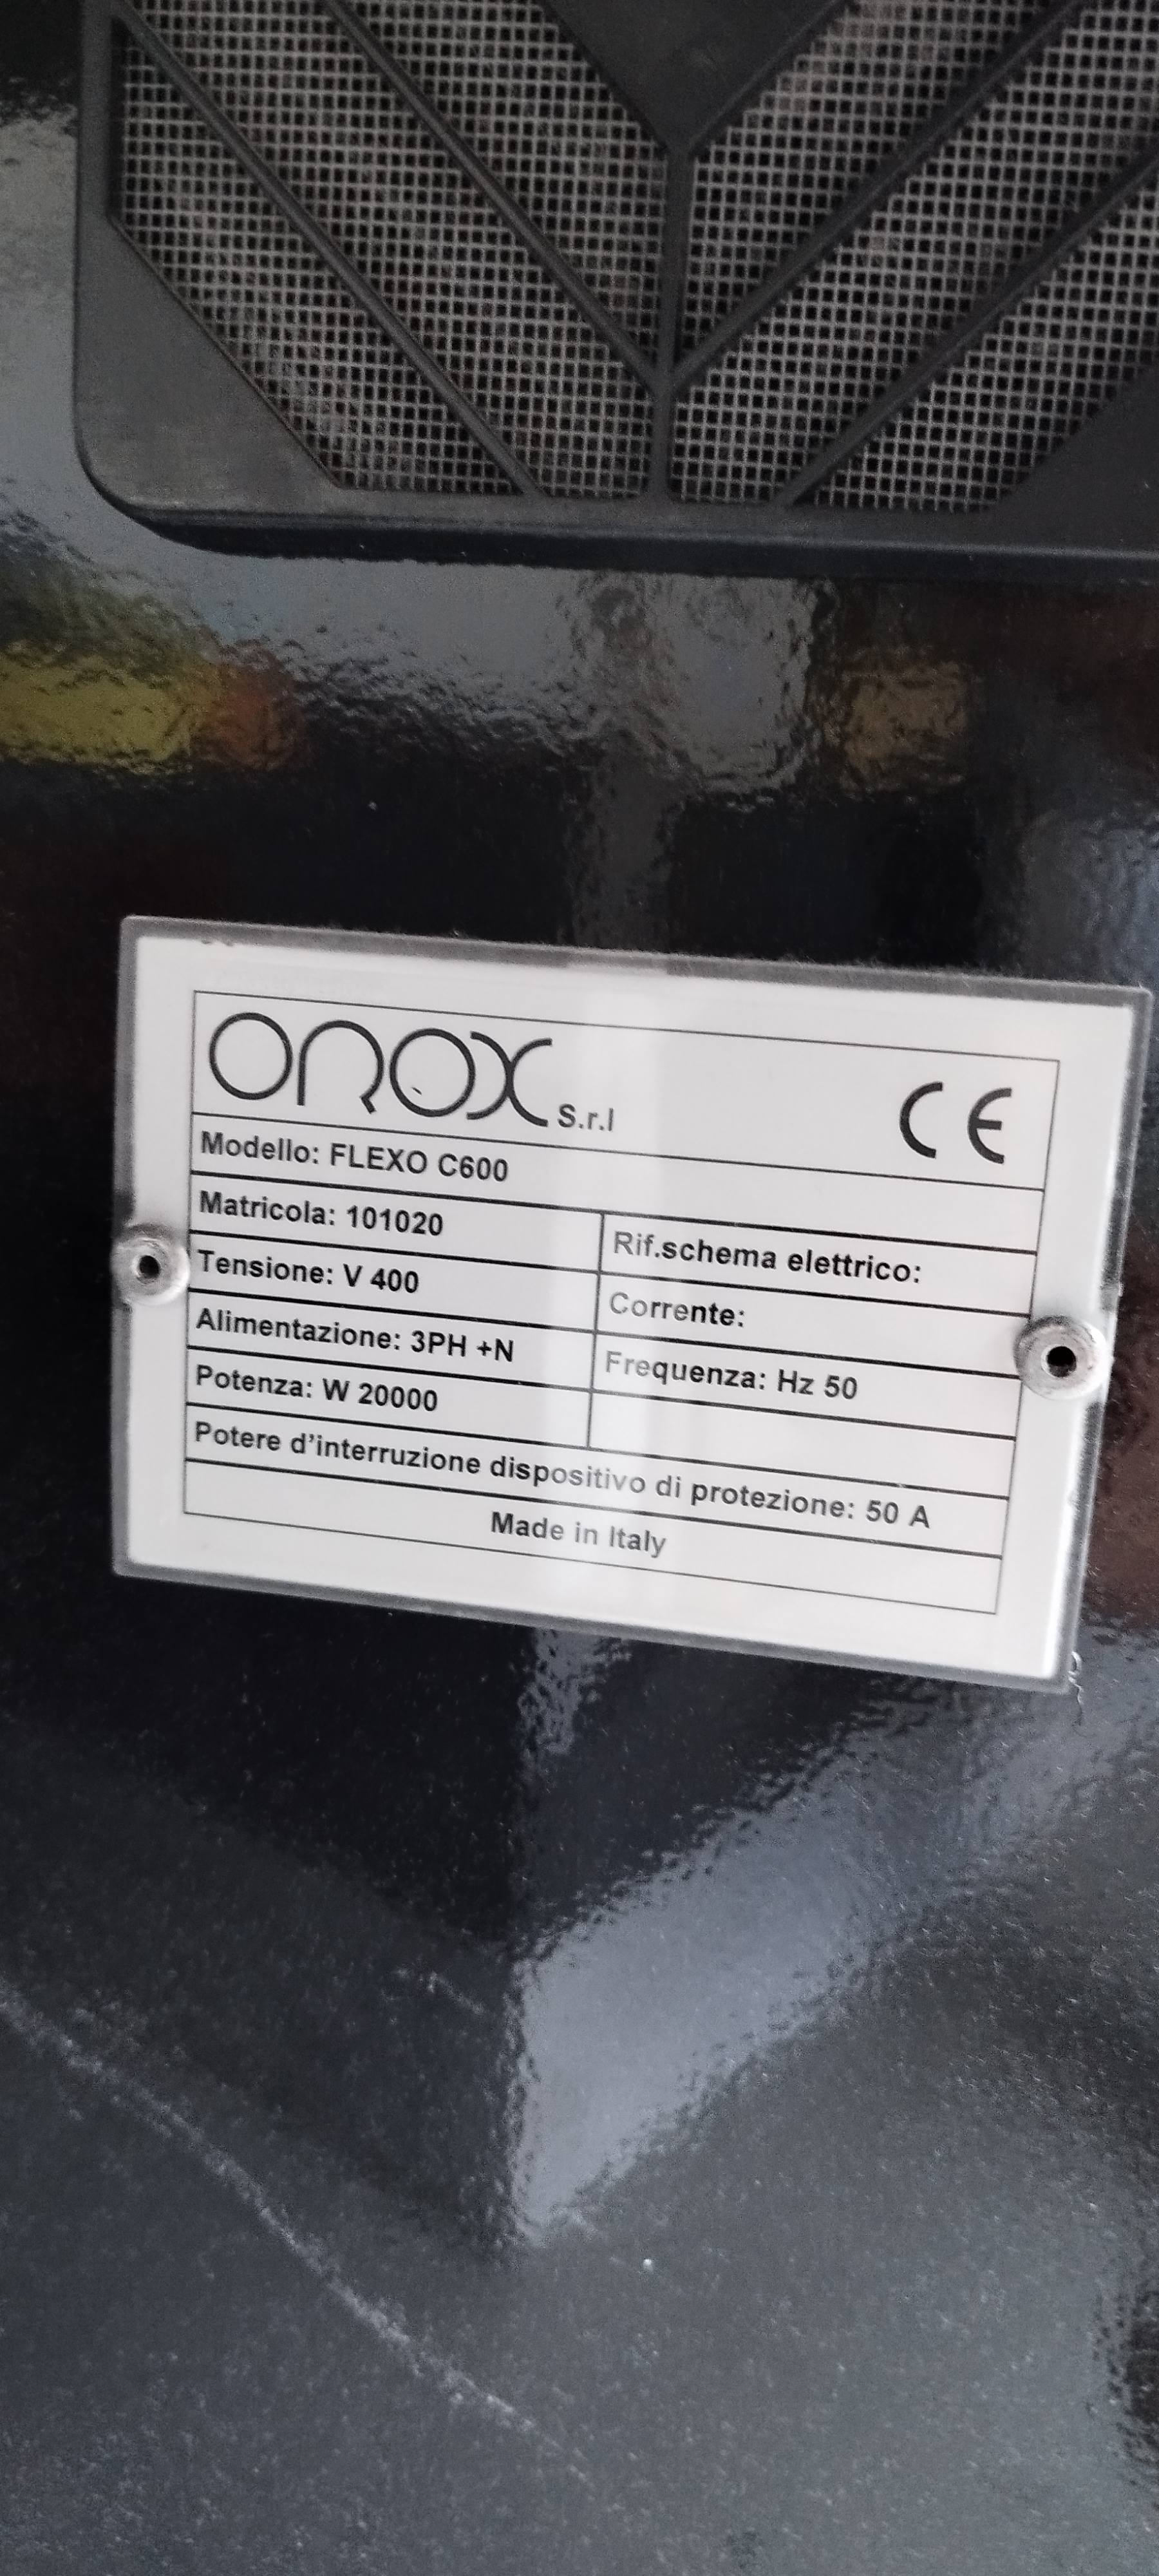 onox S.r.l CE
Modello: FLEXO C600
Matricola: 101020
Rif.schema elettrico:
Tensione: V 400
Corrente:
Alimentazione: 3PH +N
Frequenza: Hz 50
Potenza: W 20000
Potere d'interruzione dispositivo di protezione: 50 A
Made in Italy